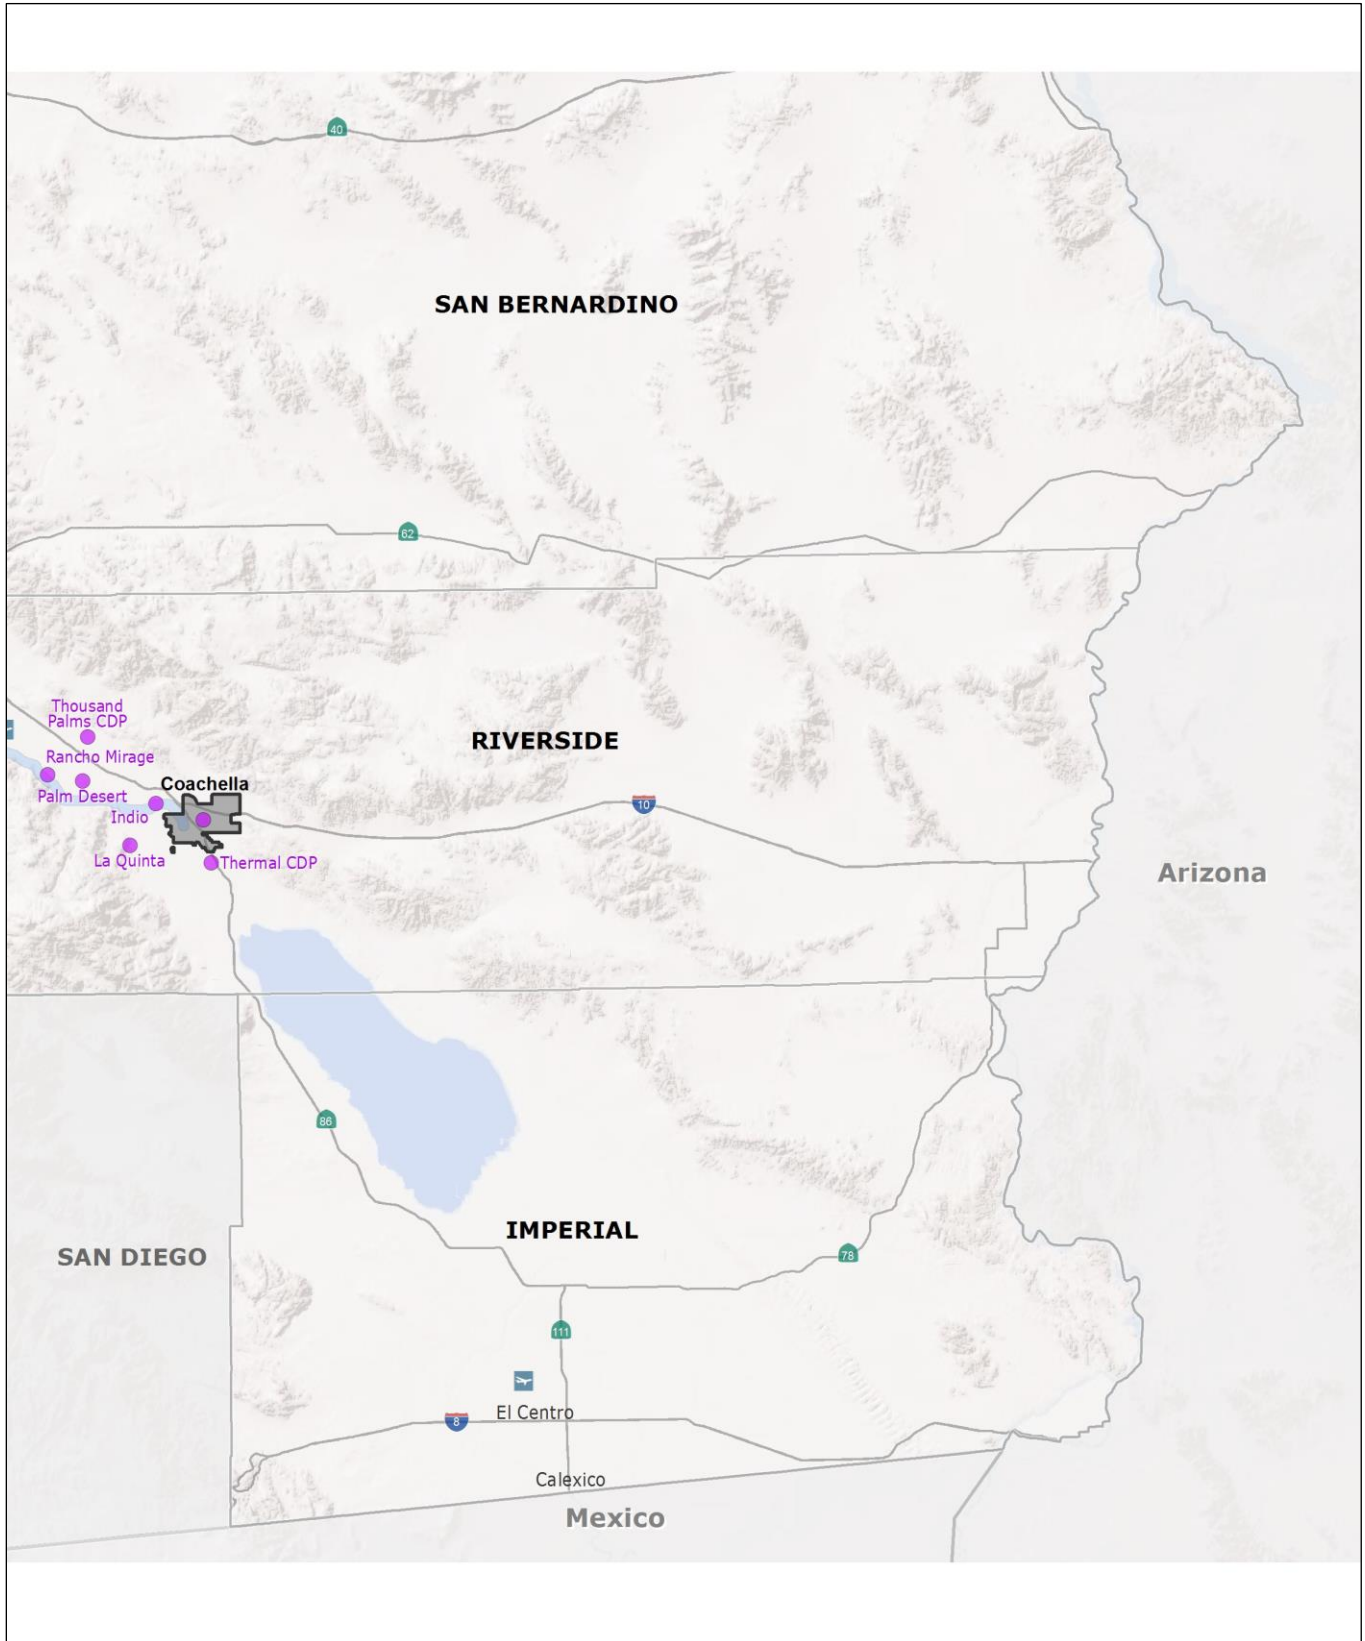 40
SAN BERNARDINO
62
Thousand
Palms CDP
Rancho Mirage
RIVERSIDE
Coachella
Palm Desert
10
Indio
La Quinta
Thermal CDP
Arizona
86
IMPERIAL
SAN DIEGO
78
111
El Centro
8
Calexico
Mexico